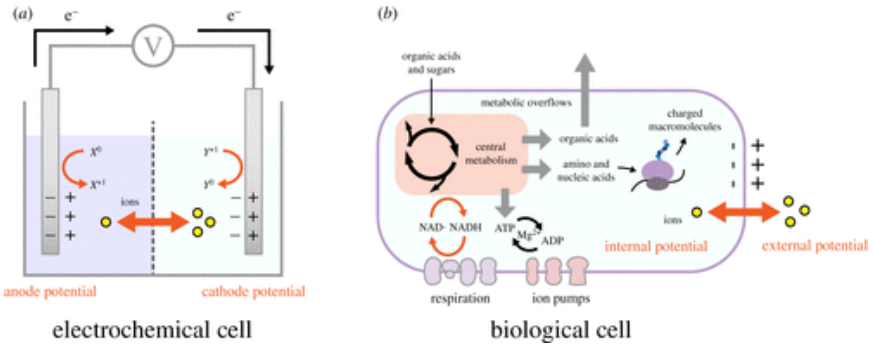 (a)
e⁻
e⁻
V
X⁰
X⁺¹
Y⁺¹
Y⁰
ions
− +
− +
− +
− +
− +
− +
anode potential
cathode potential
electrochemical cell
(b)
organic acids
and sugars
metabolic overflows
central
metabolism
organic acids
amino and
nucleic acids
charged
macromolecules
- +
- +
- +
ions
NAD- NADH
ATP
Mg²⁺
ADP
internal potential
external potential
respiration
ion pumps
biological cell